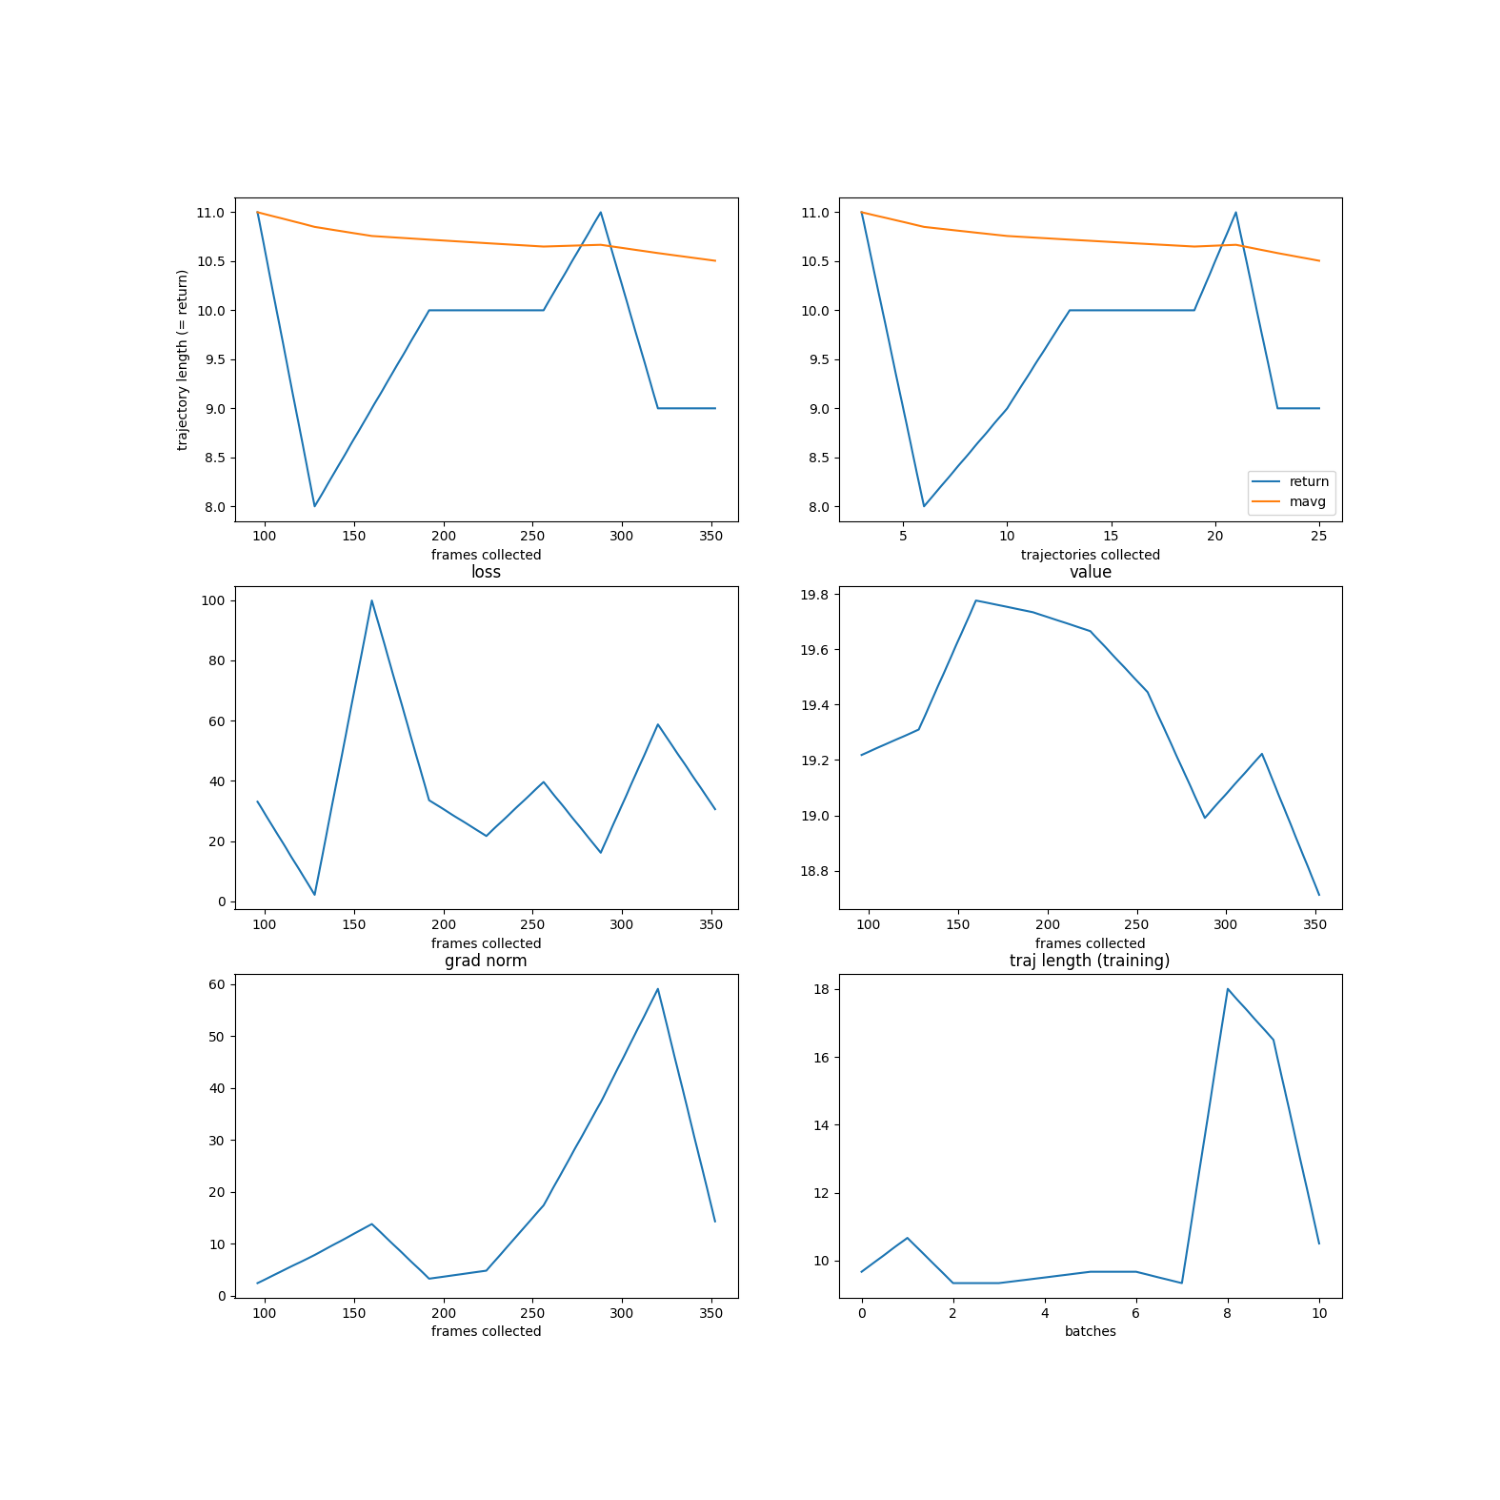 trajectory length (= return)
11.0
10.5
10.0
9.5
9.0
8.5
8.0
100 150 200 250 300 350
frames collected
11.0
10.5
10.0
9.5
9.0
8.5
8.0
return
mavg
5 10 15 20 25
trajectories collected
loss
100
80
60
40
20
0
100 150 200 250 300 350
frames collected
value
19.8
19.6
19.4
19.2
19.0
18.8
100 150 200 250 300 350
frames collected
grad norm
60
50
40
30
20
10
0
100 150 200 250 300 350
frames collected
traj length (training)
18
16
14
12
10
0 2 4 6 8 10
batches